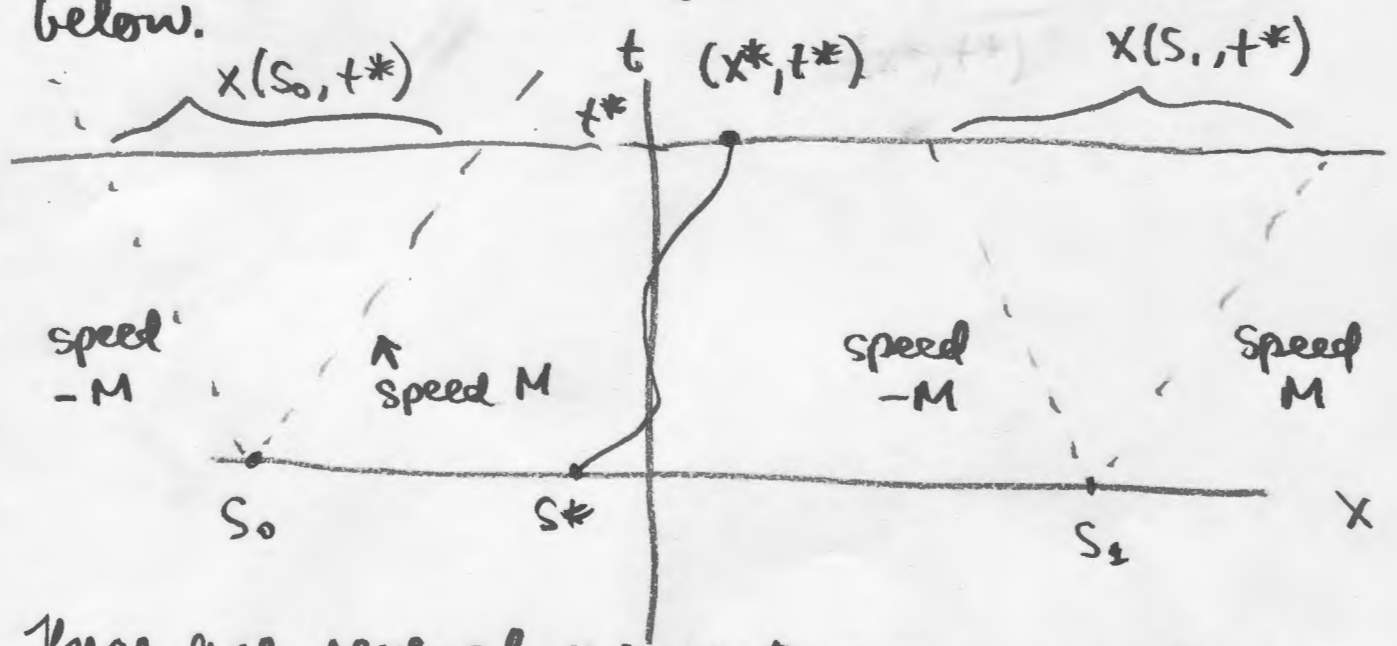 below.
x(s₀, t*)
t
(x*, t*)
x(s₁, t*)
t*
speed
-M
speed M
speed
-M
speed
M
s₀
s*
s₁
x